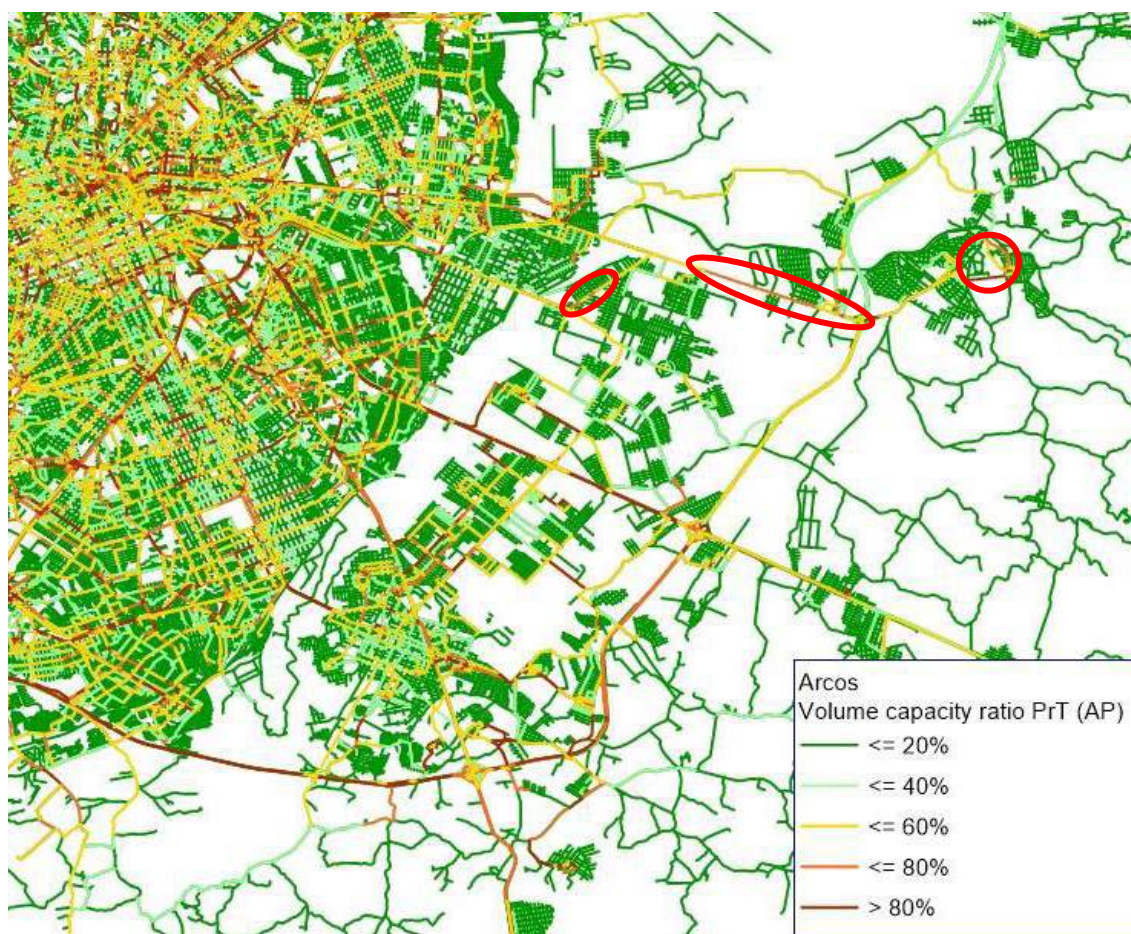 Arcos
Volume capacity ratio PrT (AP)
<= 20%
<= 40%
<= 60%
<= 80%
> 80%